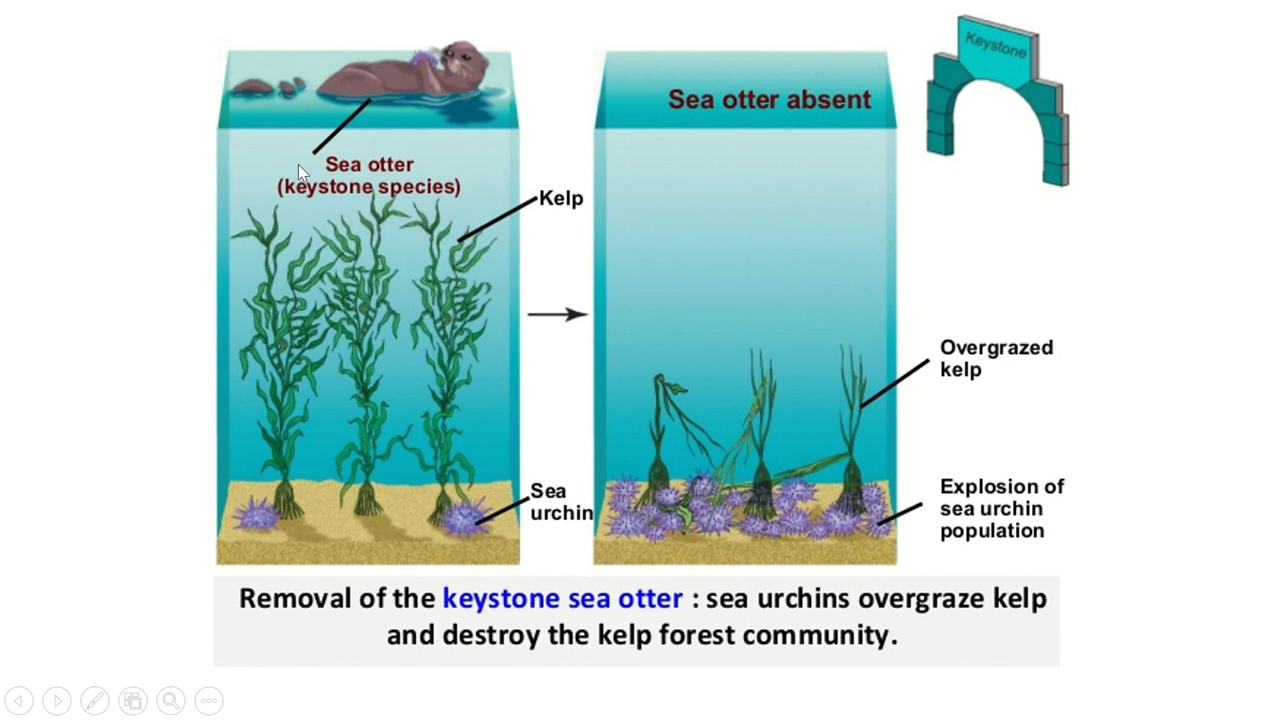 Keystone
Sea otter absent
Sea otter
(keystone species)
Kelp
Overgrazed
kelp
Sea
urchin
Explosion of
sea urchin
population
Removal of the keystone sea otter : sea urchins overgraze kelp
and destroy the kelp forest community.